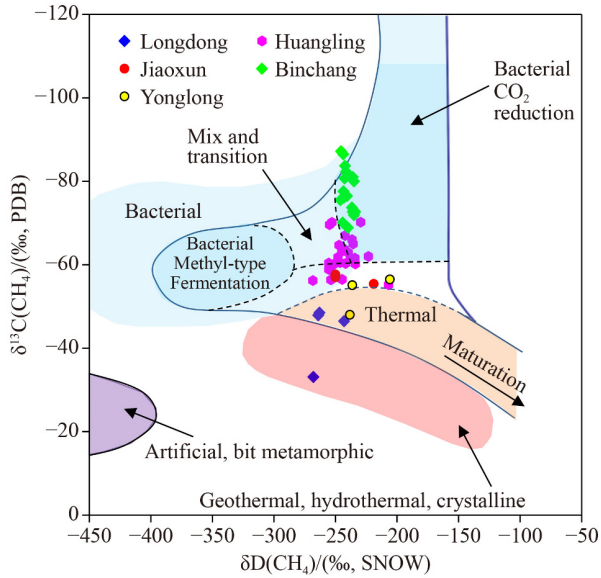 −120
−100
−80
−60
−40
−20
0
δ¹³C(CH₄)/(‰, PDB)
Longdong
Huangling
Jiaoxun
Binchang
Yonglong
Bacterial
CO₂
reduction
Mix and
transition
Bacterial
Bacterial
Methyl-type
Fermentation
Thermal
Maturation
Artificial, bit metamorphic
Geothermal, hydrothermal, crystalline
−450 −400 −350 −300 −250 −200 −150 −100 −50
δD(CH₄)/(‰, SNOW)